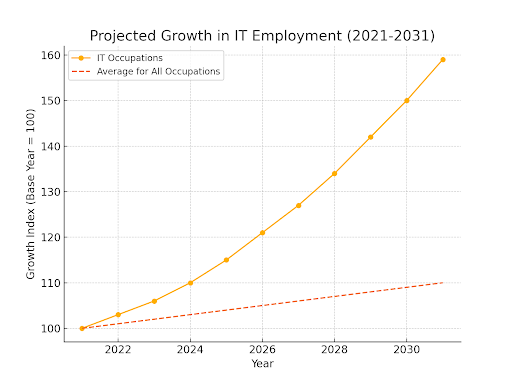 Projected Growth in IT Employment (2021-2031)
IT Occupations
Average for All Occupations
Growth Index (Base Year = 100)
160
150
140
130
120
110
100
2022
2024
2026
2028
2030
Year